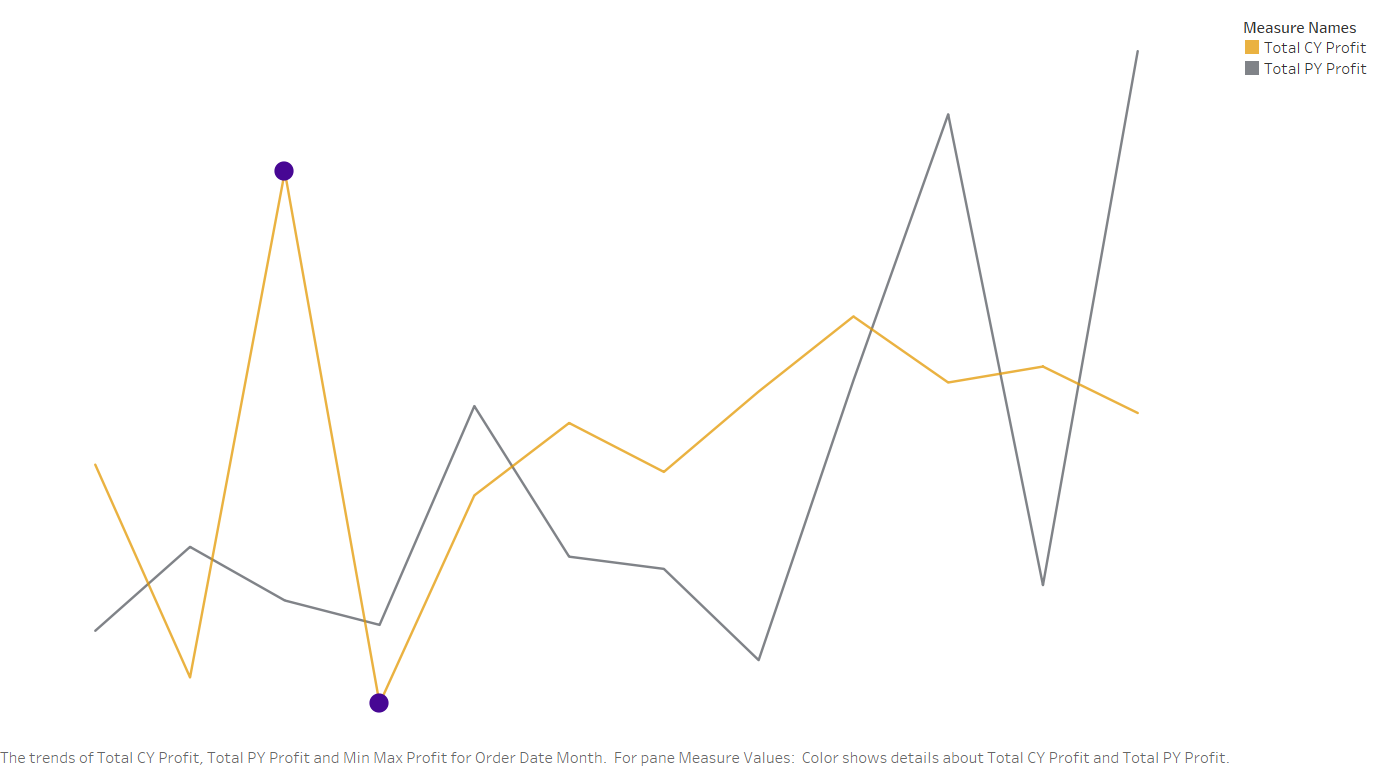 Measure Names
Total CY Profit
Total PY Profit
The trends of Total CY Profit, Total PY Profit and Min Max Profit for Order Date Month.  For pane Measure Values:  Color shows details about Total CY Profit and Total PY Profit.